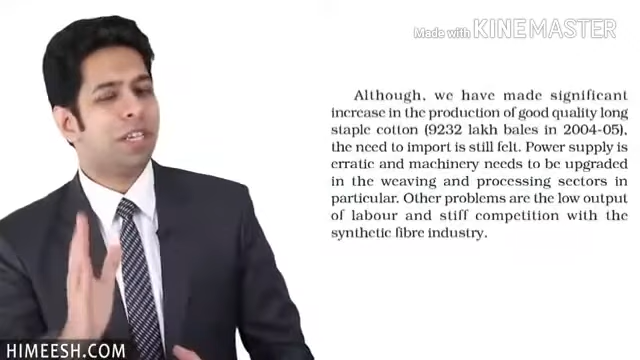 Made with KINEMASTER
Although, we have made significant
increase in the production of good quality long
staple cotton (9232 lakh bales in 2004-05),
the need to import is still felt. Power supply is
erratic and machinery needs to be upgraded
in the weaving and processing sectors in
particular. Other problems are the low output
of labour and stiff competition with the
synthetic fibre industry.
HIMEESH.COM